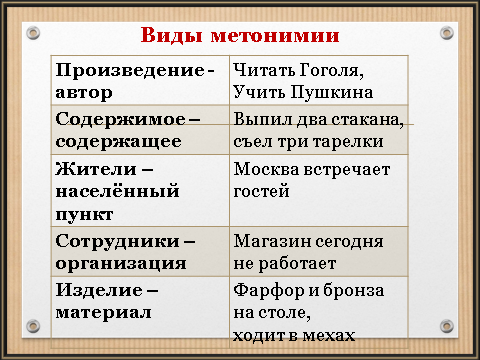 Виды метонимии
Произведение -
автор
Читать Гоголя,
Учить Пушкина
Содержимое –
содержащее
Выпил два стакана,
съел три тарелки
Жители –
населённый
пункт
Москва встречает
гостей
Сотрудники –
организация
Магазин сегодня
не работает
Изделие –
материал
Фарфор и бронза
на столе,
ходит в мехах